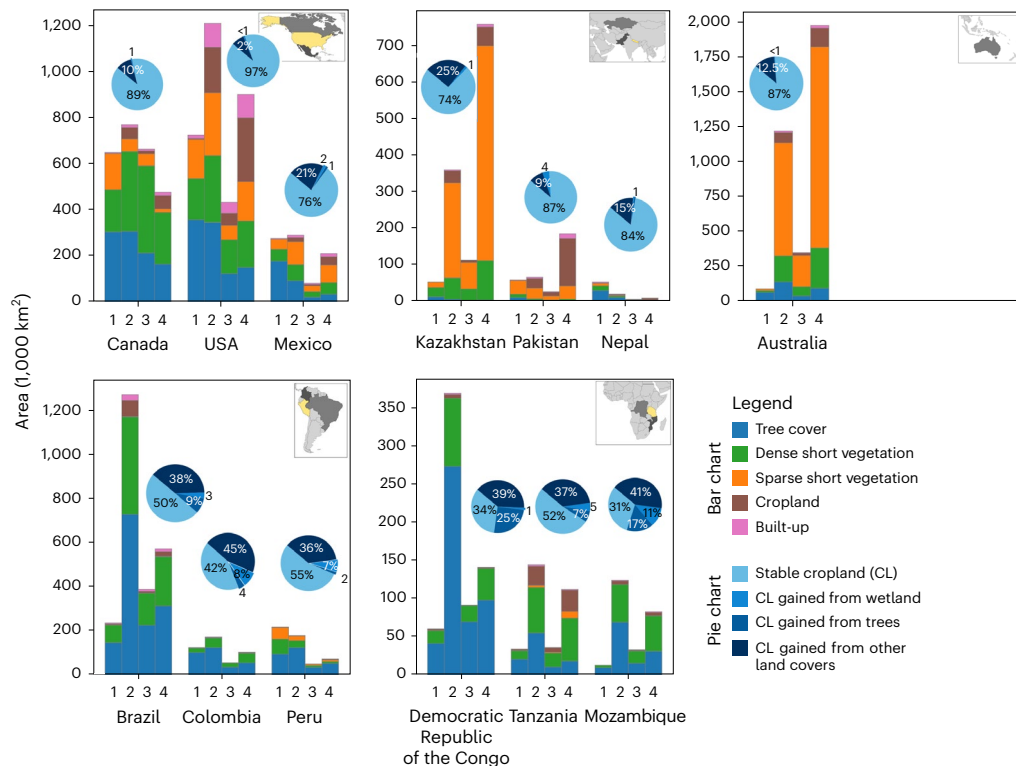 Area (1,000 km²)
1,200
1,000
800
600
400
200
0
1
10%
89%
<1
2%
97%
21%
2
1
76%
1 2 3 4
1 2 3 4
1 2 3 4
Canada
USA
Mexico
700
600
500
400
300
200
100
0
25%
1
74%
4
9%
87%
1
15%
84%
1 2 3 4
1 2 3 4
1 2 3 4
Kazakhstan
Pakistan
Nepal
2,000
1,750
1,500
1,250
1,000
750
500
250
0
<1
12.5%
87%
1 2 3 4
Australia
1,200
1,000
800
600
400
200
0
38%
3
50%
9%
45%
42%
8%
4
36%
7%
55%
2
1 2 3 4
1 2 3 4
1 2 3 4
Brazil
Colombia
Peru
350
300
250
200
150
100
50
0
39%
34%
1
25%
37%
5
52%
7%
41%
31%
11%
17%
1 2 3 4
1 2 3 4
1 2 3 4
Democratic
Republic
of the Congo
Tanzania
Mozambique
Legend
Bar chart
Tree cover
Dense short vegetation
Sparse short vegetation
Cropland
Built-up
Pie chart
Stable cropland (CL)
CL gained from wetland
CL gained from trees
CL gained from other
land covers